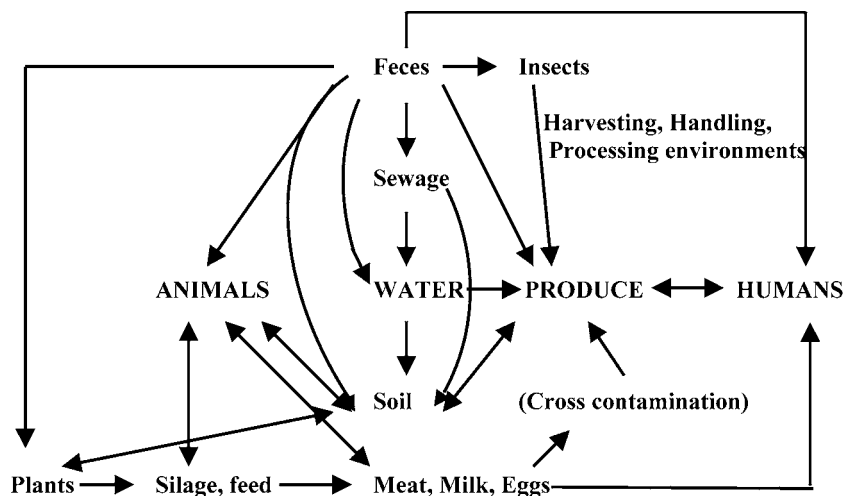 Feces
Insects
Harvesting, Handling,
Processing environments
Sewage
ANIMALS
WATER
PRODUCE
HUMANS
Soil
(Cross contamination)
Plants
Silage, feed
Meat, Milk, Eggs